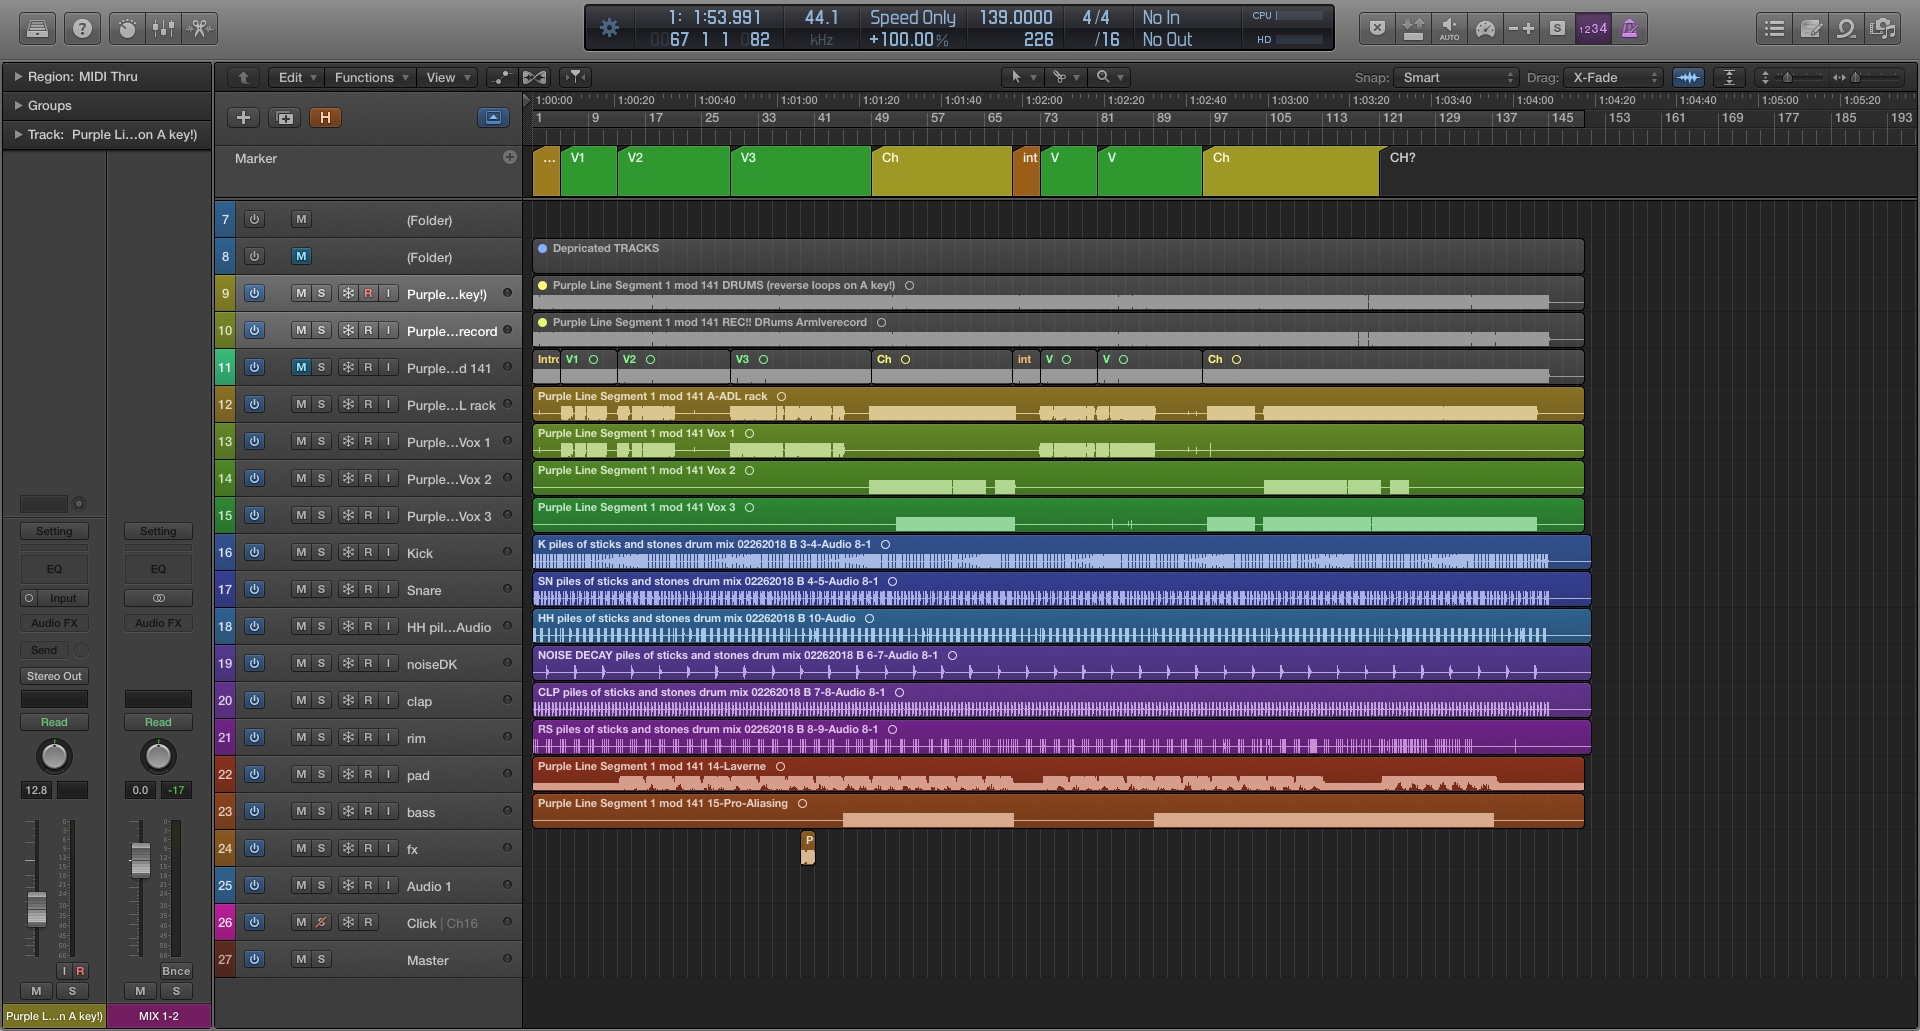 1: 1:53.991 44.1 Speed Only 139.0000 4/4 No In CPU
0067 1 1 082 kHz +100.00% 226 /16 No Out HD
AUTO S 1234
Region: MIDI Thru
Edit Functions View Snap: Smart Drag: X-Fade
Groups
Track: Purple Li...on A key!)
H
1:00:00 1:00:20 1:00:40 1:01:00 1:01:20 1:01:40 1:02:00 1:02:20 1:02:40 1:03:00 1:03:20 1:03:40 1:04:00 1:04:20 1:04:40 1:05:00 1:05:20
1 9 17 25 33 41 49 57 65 73 81 89 97 105 113 121 129 137 145 153 161 169 177 185 193
Marker ... V1 V2 V3 Ch int V V Ch CH?
7 M (Folder)
8 M (Folder) Depricated TRACKS
9 M S R I Purple...key!) Purple Line Segment 1 mod 141 DRUMS (reverse loops on A key!)
10 M S R I Purple...record Purple Line Segment 1 mod 141 REC!! DRums Armlverecord
11 M S R I Purple...d 141 Intro V1 V2 V3 Ch int V V Ch
12 M S R I Purple...L rack Purple Line Segment 1 mod 141 A-ADL rack
13 M S R I Purple...Vox 1 Purple Line Segment 1 mod 141 Vox 1
14 M S R I Purple...Vox 2 Purple Line Segment 1 mod 141 Vox 2
15 M S R I Purple...Vox 3 Purple Line Segment 1 mod 141 Vox 3
16 M S R I Kick K piles of sticks and stones drum mix 02262018 B 3-4-Audio 8-1
17 M S R I Snare SN piles of sticks and stones drum mix 02262018 B 4-5-Audio 8-1
18 M S R I HH pil...Audio HH piles of sticks and stones drum mix 02262018 B 10-Audio
19 M S R I noiseDK NOISE DECAY piles of sticks and stones drum mix 02262018 B 6-7-Audio 8-1
20 M S R I clap CLP piles of sticks and stones drum mix 02262018 B 7-8-Audio 8-1
21 M S R I rim RS piles of sticks and stones drum mix 02262018 B 8-9-Audio 8-1
22 M S R I pad Purple Line Segment 1 mod 141 14-Laverne
23 M S R I bass Purple Line Segment 1 mod 141 15-Pro-Aliasing
24 M S R I fx P
25 M S R I Audio 1
26 M S R Click | Ch16
27 M S Master
Setting Setting
EQ EQ
Input
Audio FX Audio FX
Send
Stereo Out
Read Read
12.8 0.0 -17
I R Bnce
M S M S
Purple L...n A key!) MIX 1-2